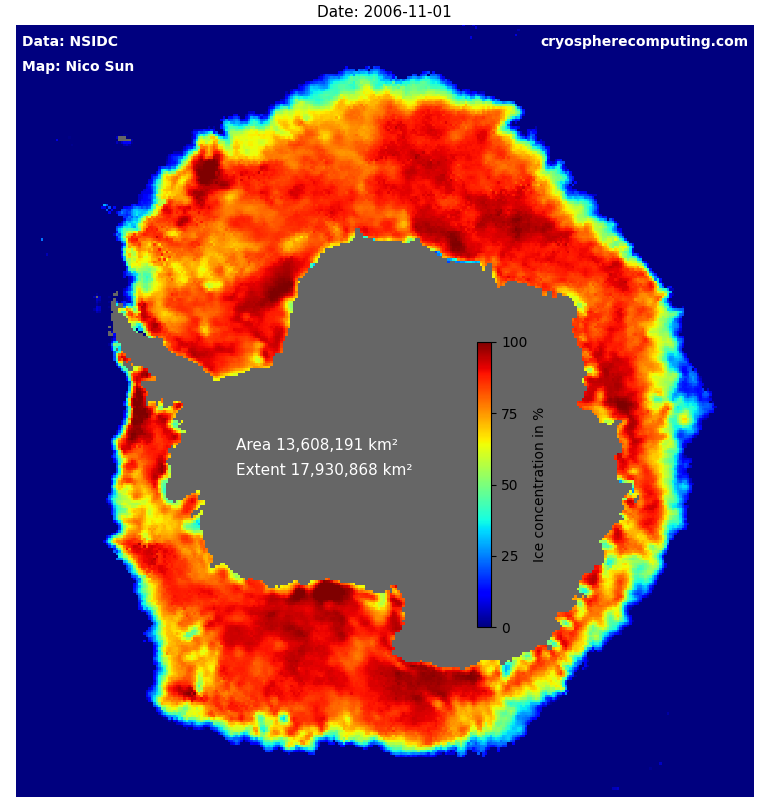 Date: 2006-11-01
Data: NSIDC
cryospherecomputing.com
Map: Nico Sun
100
75
50
25
0
Ice concentration in %
Area 13,608,191 km²
Extent 17,930,868 km²